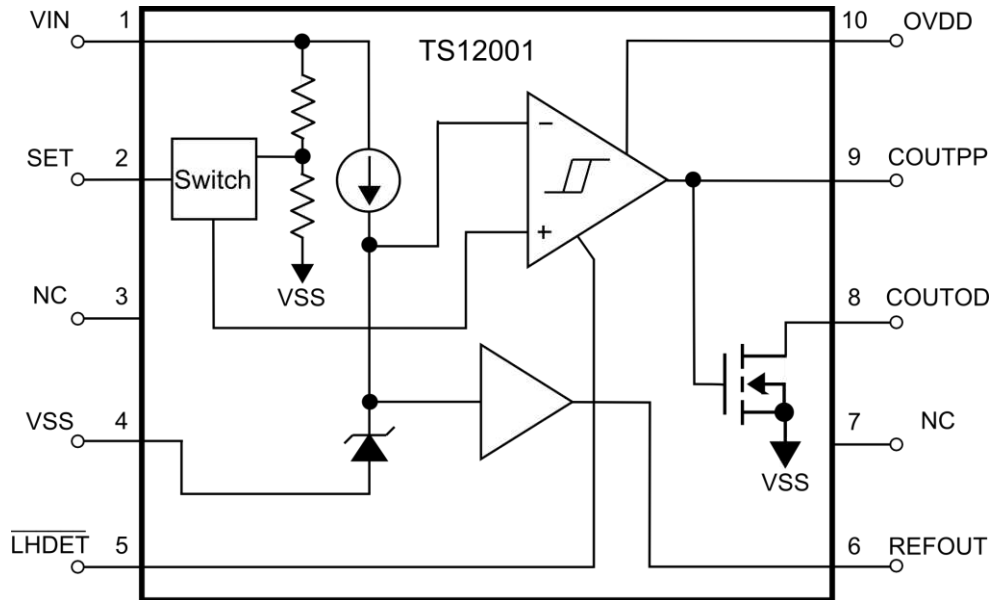 TS12001
VIN 1
SET 2
NC 3
VSS 4
LHDET 5
Switch
VSS
−
+
VSS
10 OVDD
9 COUTPP
8 COUTOD
7 NC
6 REFOUT